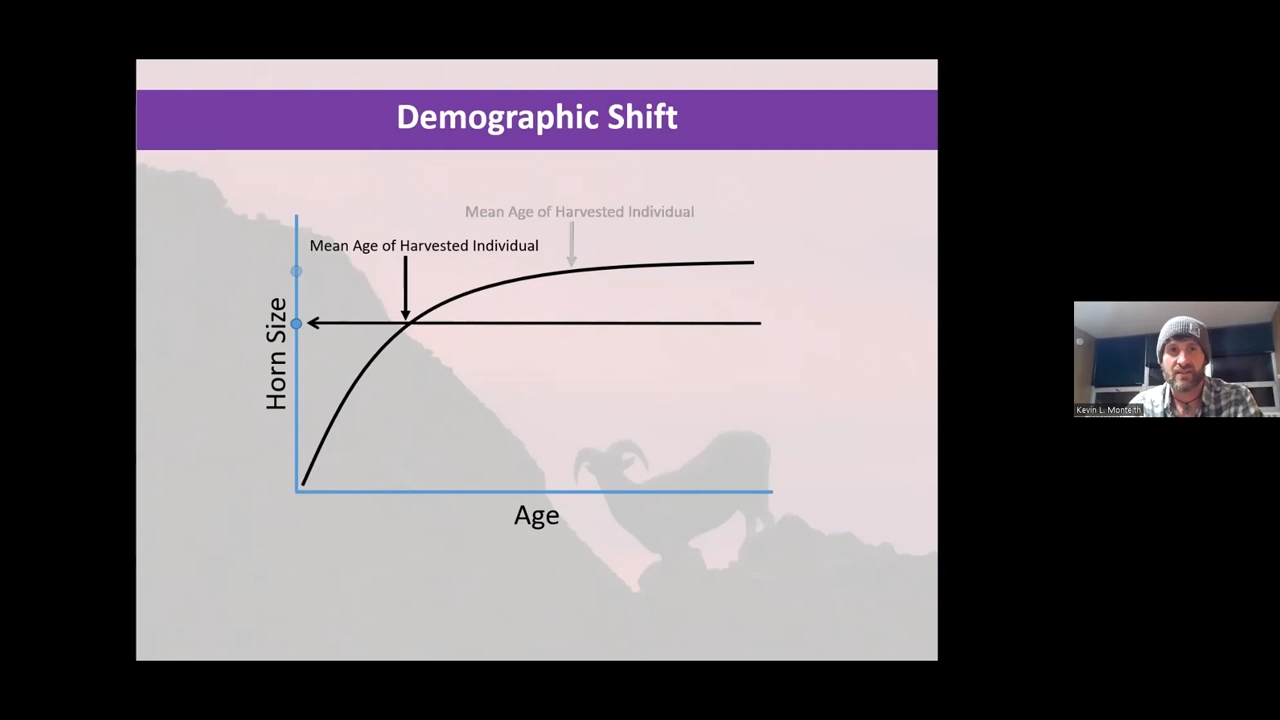 Demographic Shift
Mean Age of Harvested Individual
Mean Age of Harvested Individual
Horn Size
Age
Kevin L. Monteith